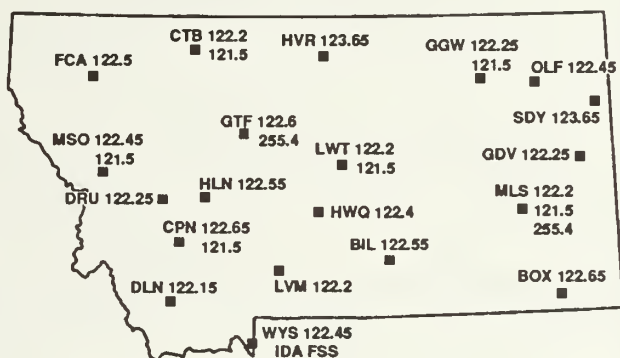 CTB 122.2
121.5
HVR 123.65
GGW 122.25
121.5
FCA 122.5
OLF 122.45
SDY 123.65
GTF 122.6
255.4
MSO 122.45
121.5
LWT 122.2
121.5
GDV 122.25
DRU 122.25
HLN 122.55
HWQ 122.4
MLS 122.2
121.5
255.4
CPN 122.65
121.5
BIL 122.55
DLN 122.15
LVM 122.2
BOX 122.65
WYS 122.45
IDA FSS